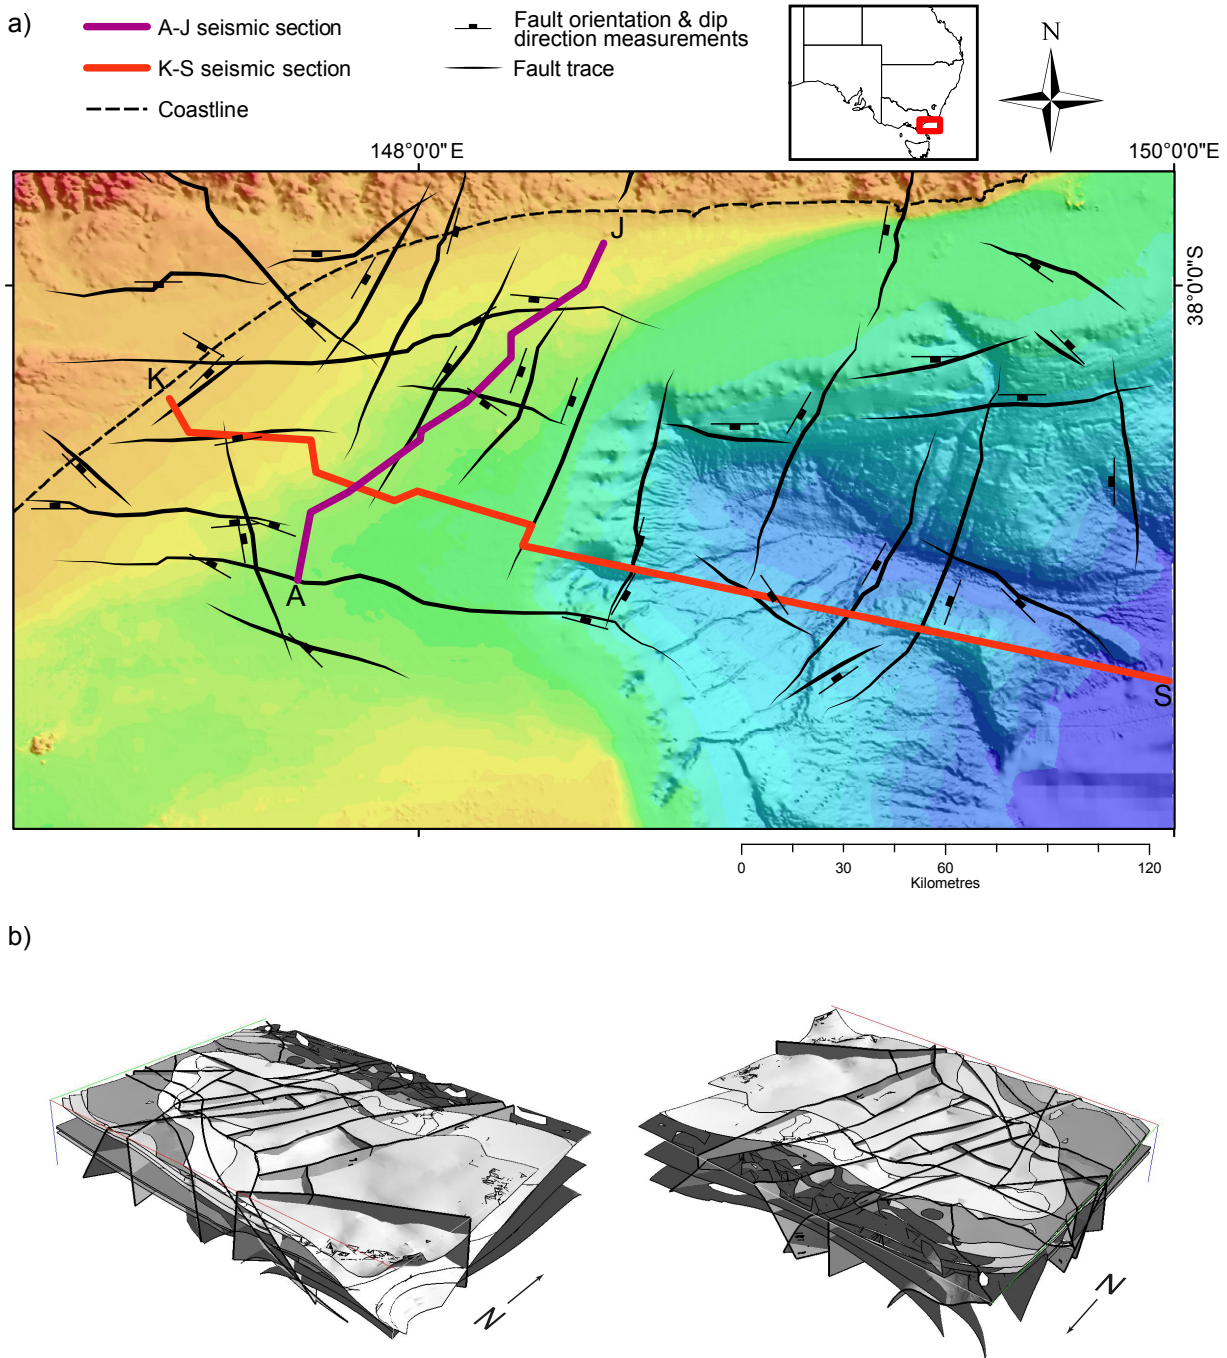 a)
A-J seismic section
K-S seismic section
Coastline
Fault orientation & dip
direction measurements
Fault trace
N
148°0'0"E
150°0'0"E
38°0'0"S
J
K
A
S
0 30 60 120
Kilometres
b)
N
N